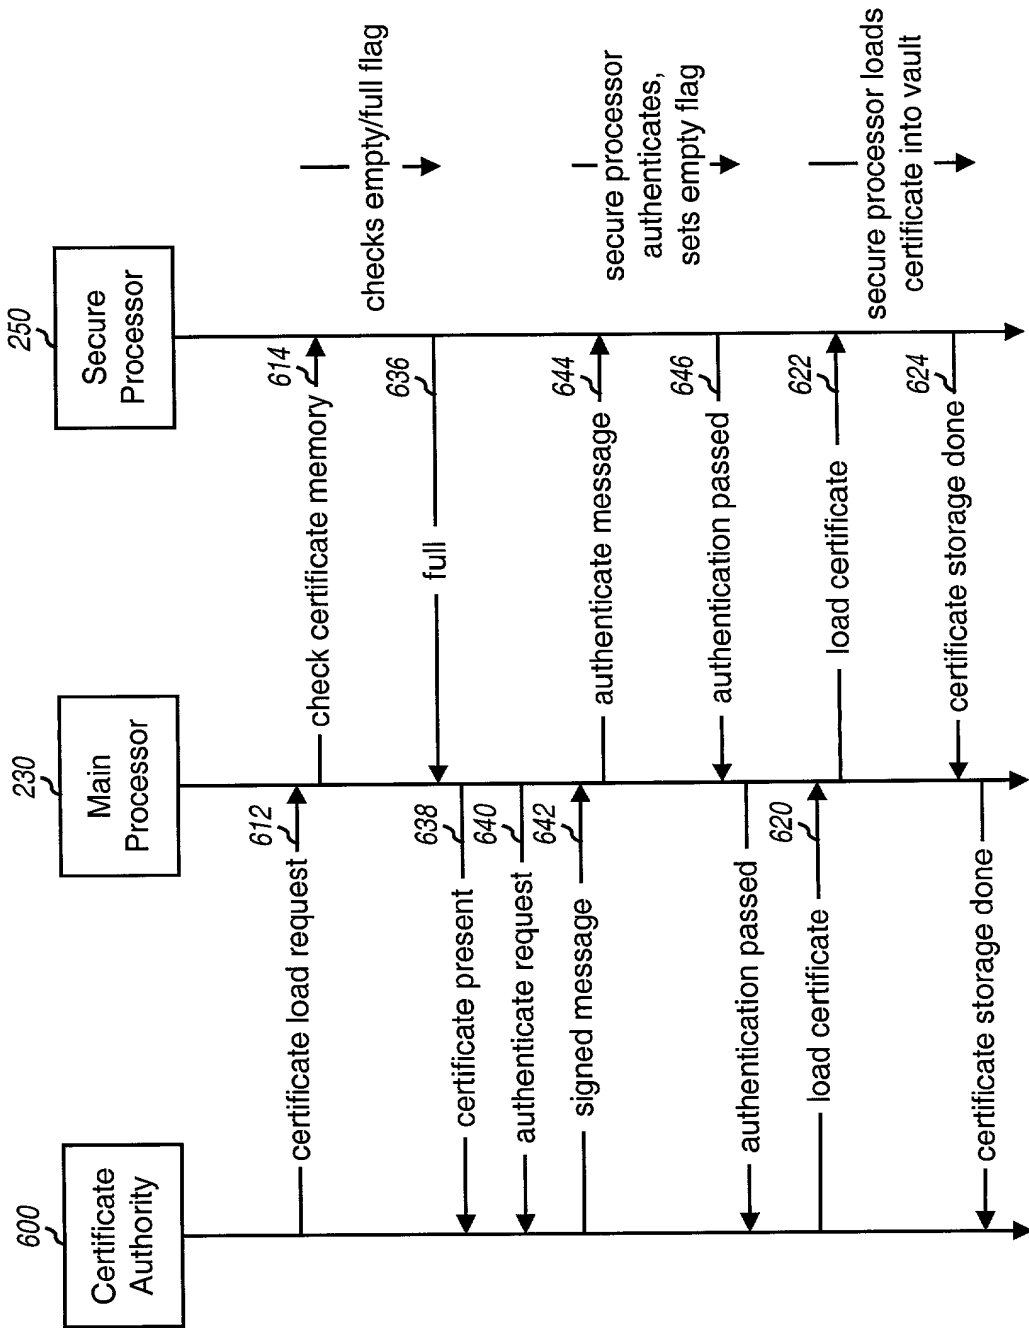 600
Certificate
Authority
230
Main
Processor
250
Secure
Processor
certificate load request
612
check certificate memory
614
checks empty/full flag
full
636
certificate present
638
authenticate request
640
signed message
642
authenticate message
644
secure processor
authenticates,
sets empty flag
authentication passed
646
authentication passed
load certificate
620
load certificate
622
secure processor loads
certificate into vault
certificate storage done
624
certificate storage done